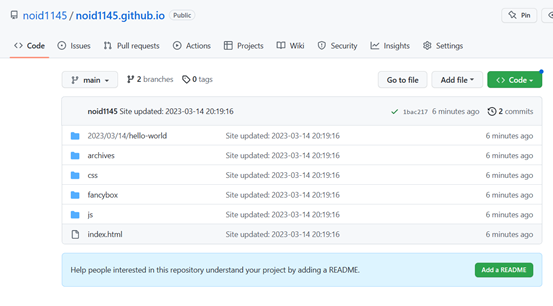 noid1145 / noid1145.github.io Public Pin
Code Issues Pull requests Actions Projects Wiki Security Insights Settings
main 2 branches 0 tags Go to file Add file Code
noid1145 Site updated: 2023-03-14 20:19:16 1bac217 6 minutes ago 2 commits
2023/03/14/hello-world Site updated: 2023-03-14 20:19:16 6 minutes ago
archives Site updated: 2023-03-14 20:19:16 6 minutes ago
css Site updated: 2023-03-14 20:19:16 6 minutes ago
fancybox Site updated: 2023-03-14 20:19:16 6 minutes ago
js Site updated: 2023-03-14 20:19:16 6 minutes ago
index.html Site updated: 2023-03-14 20:19:16 6 minutes ago
Help people interested in this repository understand your project by adding a README. Add a README